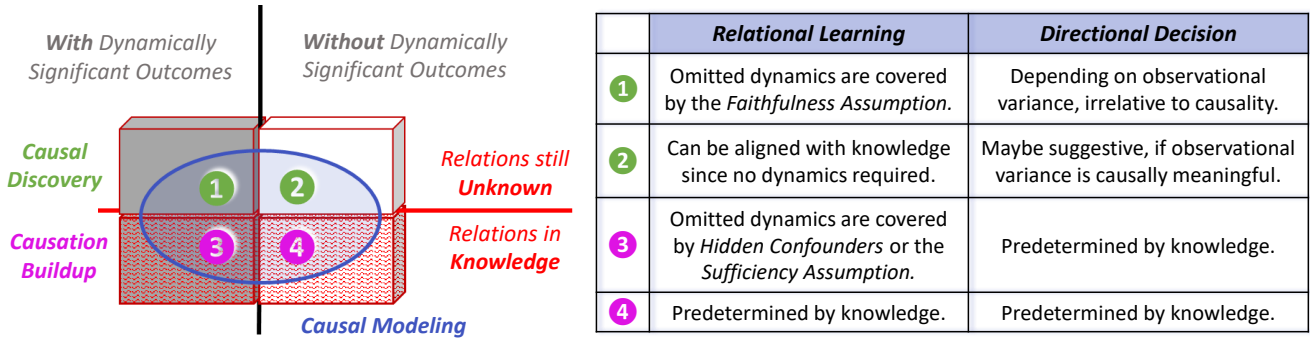 With Dynamically
Significant Outcomes
Without Dynamically
Significant Outcomes
Causal
Discovery
1
2
Relations still
Unknown
Causation
Buildup
3
4
Relations in
Knowledge
Causal Modeling
Relational Learning
Directional Decision
1
Omitted dynamics are covered
by the Faithfulness Assumption.
Depending on observational
variance, irrelative to causality.
2
Can be aligned with knowledge
since no dynamics required.
Maybe suggestive, if observational
variance is causally meaningful.
3
Omitted dynamics are covered
by Hidden Confounders or the
Sufficiency Assumption.
Predetermined by knowledge.
4
Predetermined by knowledge.
Predetermined by knowledge.